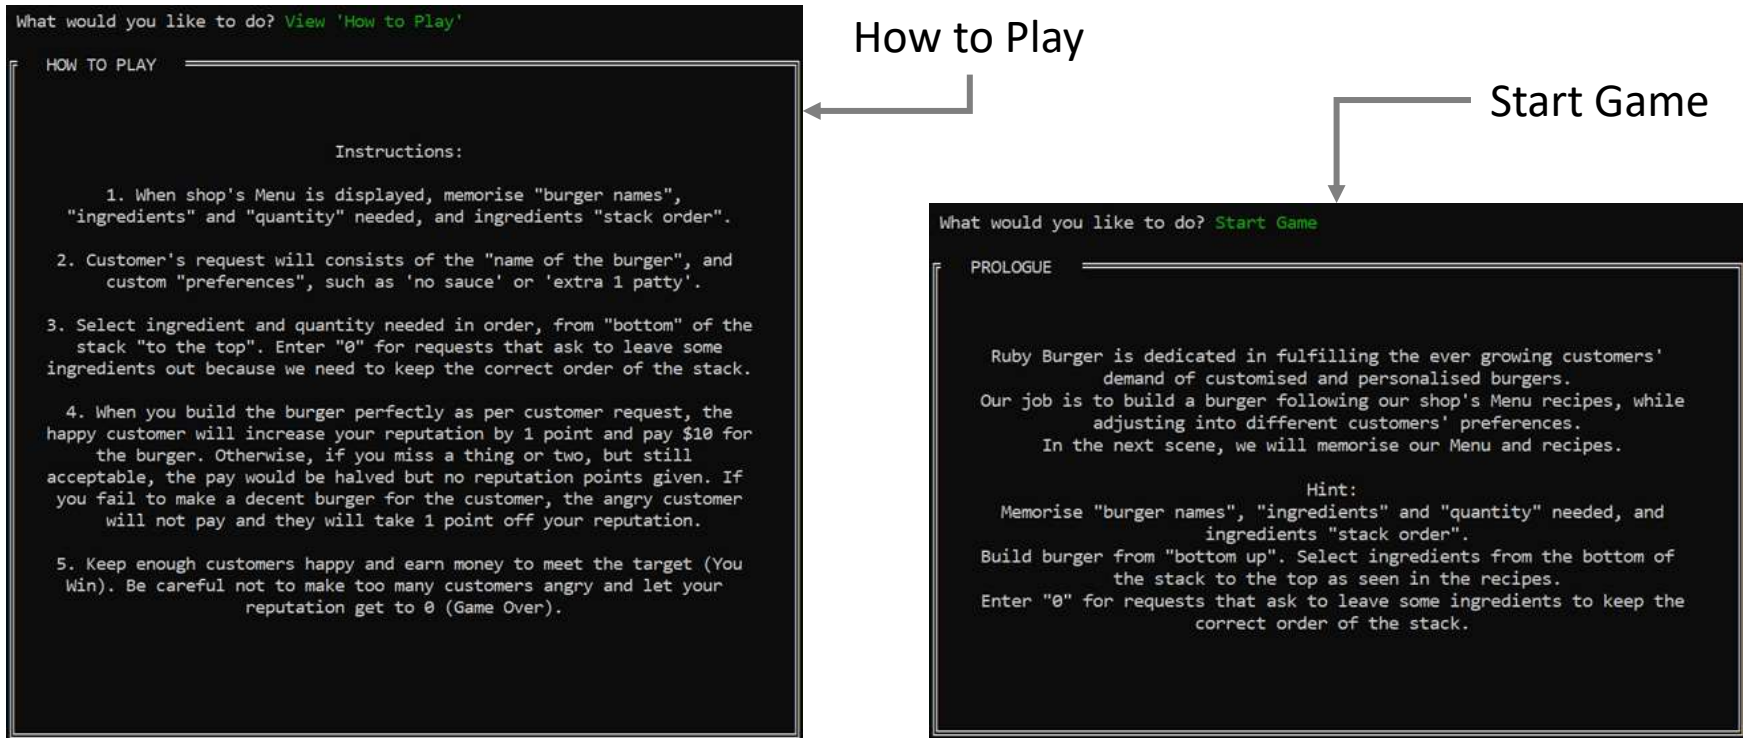 What would you like to do? View 'How to Play'
HOW TO PLAY
Instructions:
1. When shop's Menu is displayed, memorise "burger names",
"ingredients" and "quantity" needed, and ingredients "stack order".
2. Customer's request will consists of the "name of the burger", and
custom "preferences", such as 'no sauce' or 'extra 1 patty'.
3. Select ingredient and quantity needed in order, from "bottom" of the
stack "to the top". Enter "0" for requests that ask to leave some
ingredients out because we need to keep the correct order of the stack.
4. When you build the burger perfectly as per customer request, the
happy customer will increase your reputation by 1 point and pay $10 for
the burger. Otherwise, if you miss a thing or two, but still
acceptable, the pay would be halved but no reputation points given. If
you fail to make a decent burger for the customer, the angry customer
will not pay and they will take 1 point off your reputation.
5. Keep enough customers happy and earn money to meet the target (You
Win). Be careful not to make too many customers angry and let your
reputation get to 0 (Game Over).
How to Play
Start Game
What would you like to do? Start Game
PROLOGUE
Ruby Burger is dedicated in fulfilling the ever growing customers'
demand of customised and personalised burgers.
Our job is to build a burger following our shop's Menu recipes, while
adjusting into different customers' preferences.
In the next scene, we will memorise our Menu and recipes.
Hint:
Memorise "burger names", "ingredients" and "quantity" needed, and
ingredients "stack order".
Build burger from "bottom up". Select ingredients from the bottom of
the stack to the top as seen in the recipes.
Enter "0" for requests that ask to leave some ingredients to keep the
correct order of the stack.